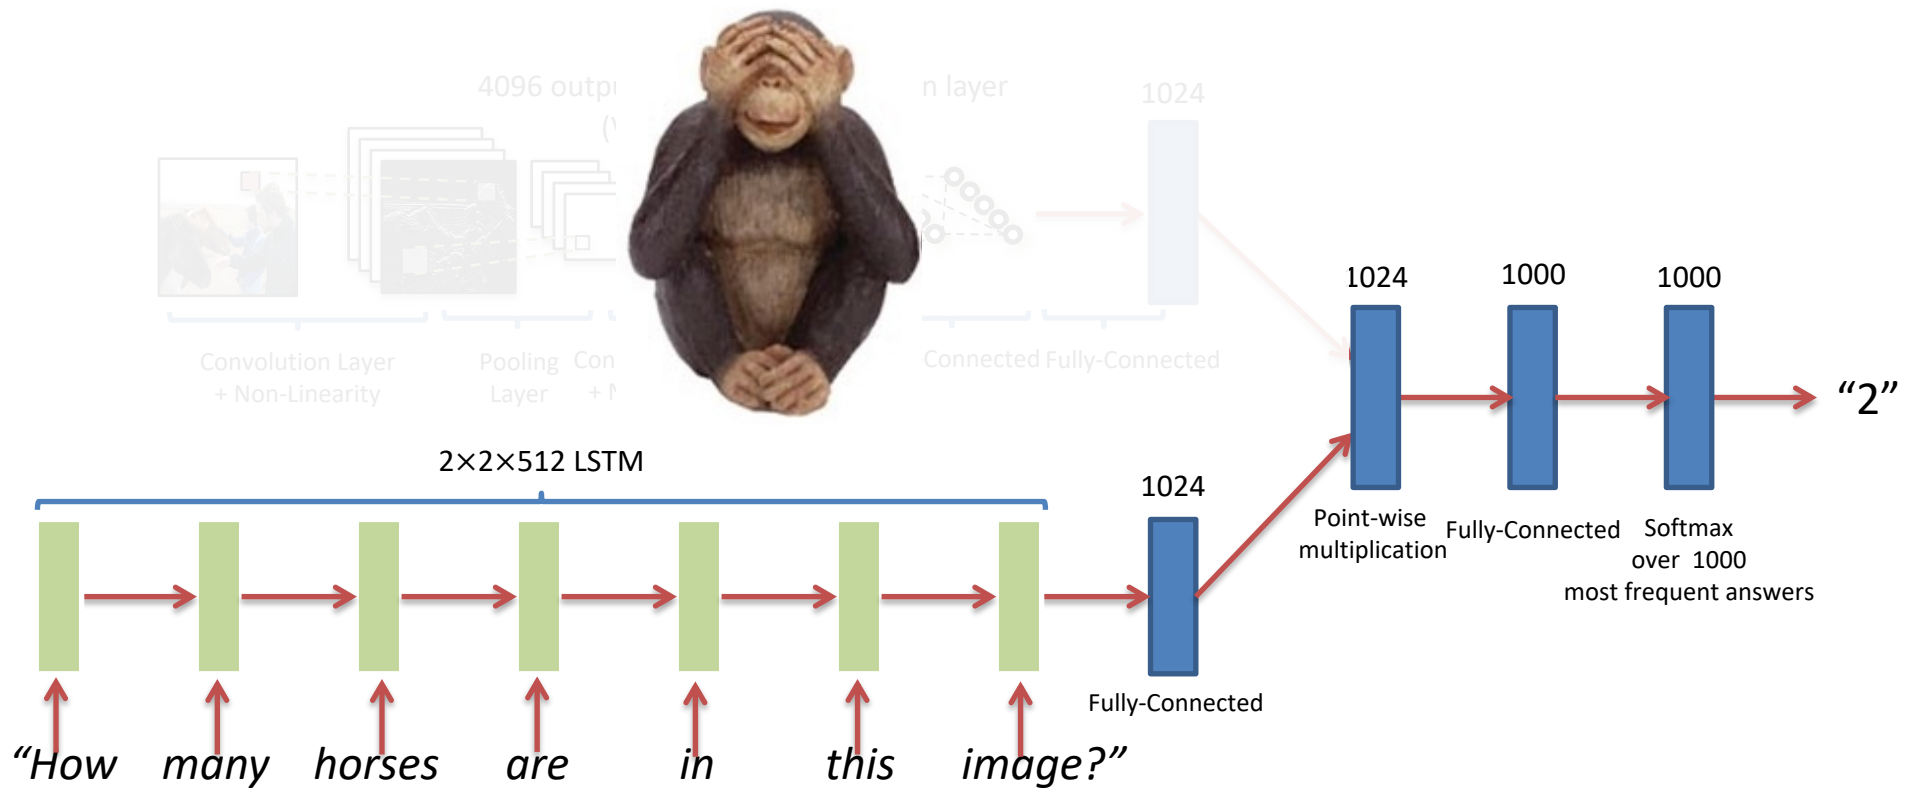 4096 outp
n layer
1024
Convolution Layer
+ Non-Linearity
Pooling
Layer
Con
Connected
Fully-Connected
1024
1000
1000
"2"
2×2×512 LSTM
1024
Point-wise
multiplication
Fully-Connected
Softmax
over 1000
most frequent answers
Fully-Connected
“How many horses are in this image?”